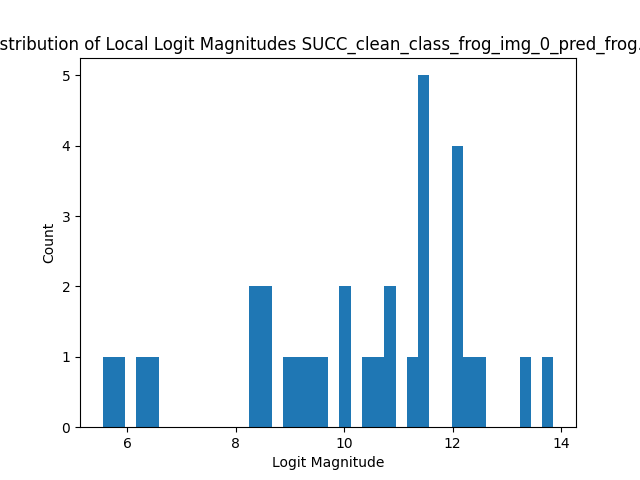 stribution of Local Logit Magnitudes SUCC_clean_class_frog_img_0_pred_frog.
5
4
3
2
1
0
Count
6 8 10 12 14
Logit Magnitude